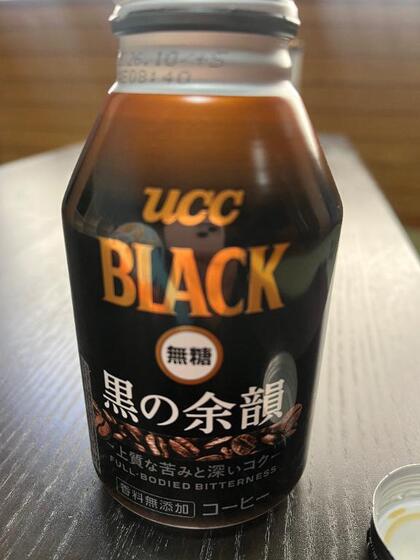 ucc
BLACK
無糖
黒の余韻
上質な苦みと深いコク
FULL-BODIED BITTERNESS
香料無添加 コーヒー